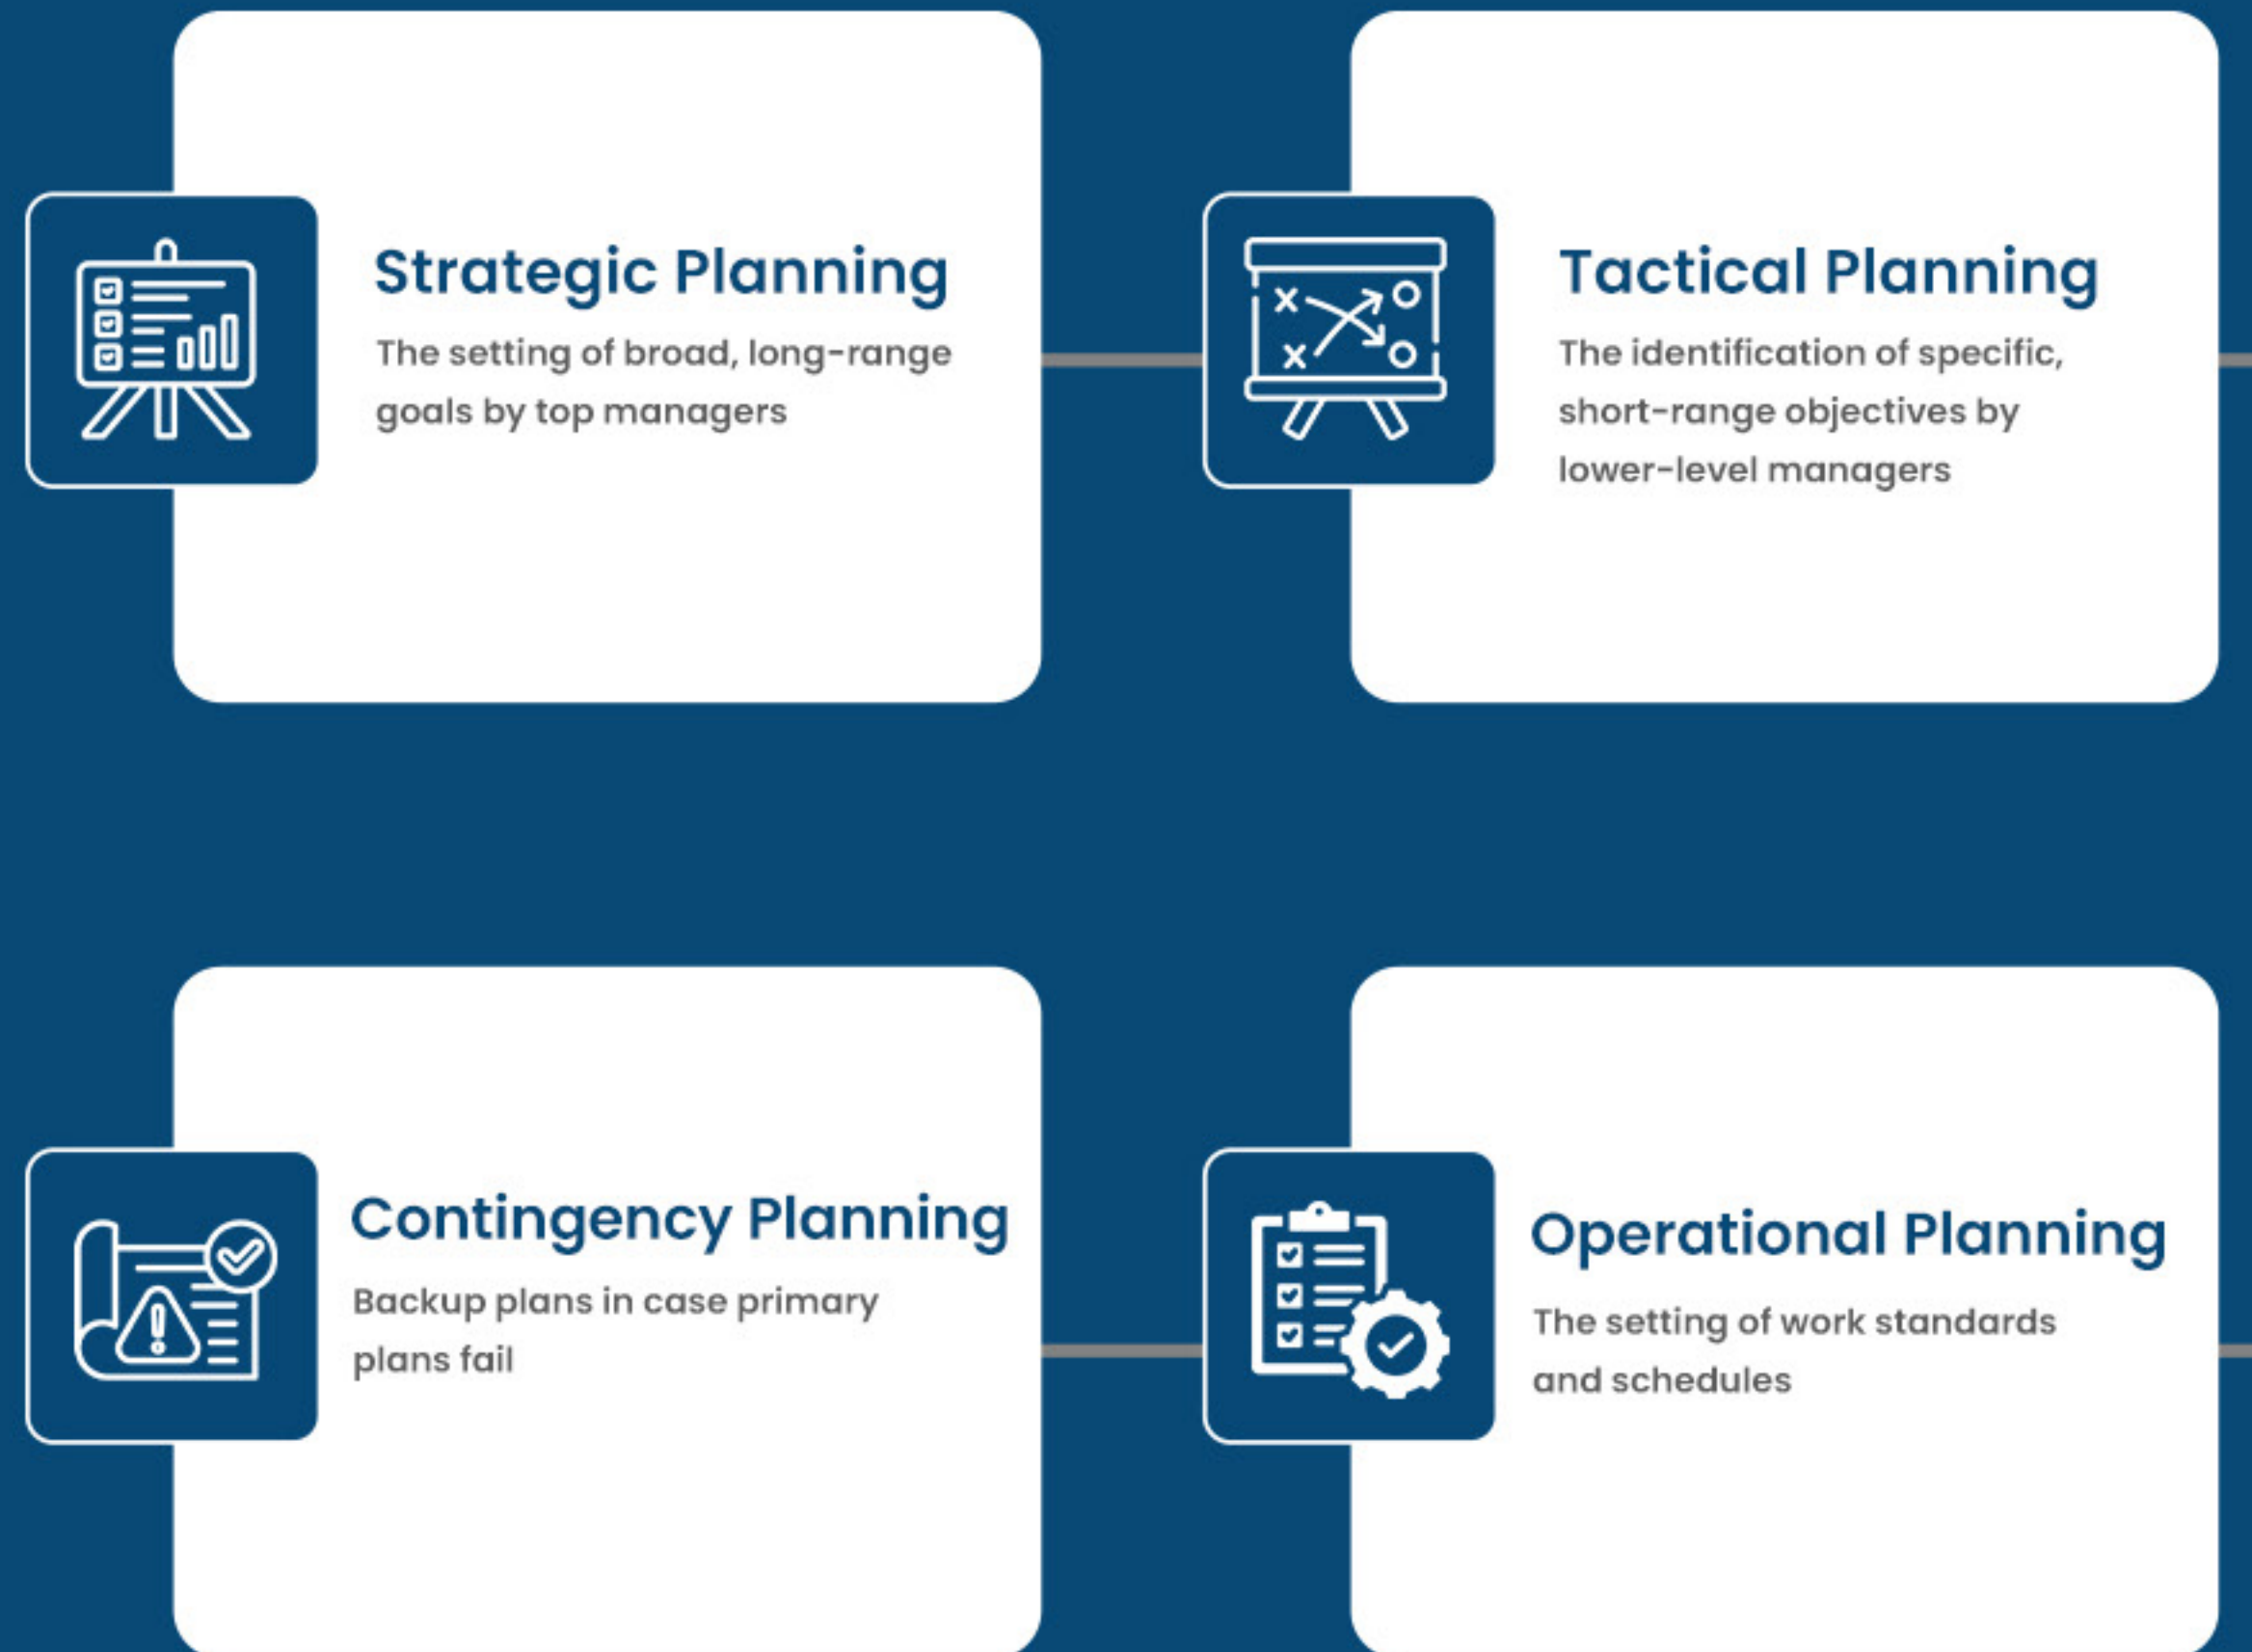 Strategic Planning
The setting of broad, long-range
goals by top managers
Tactical Planning
The identification of specific,
short-range objectives by
lower-level managers
Contingency Planning
Backup plans in case primary
plans fail
Operational Planning
The setting of work standards
and schedules